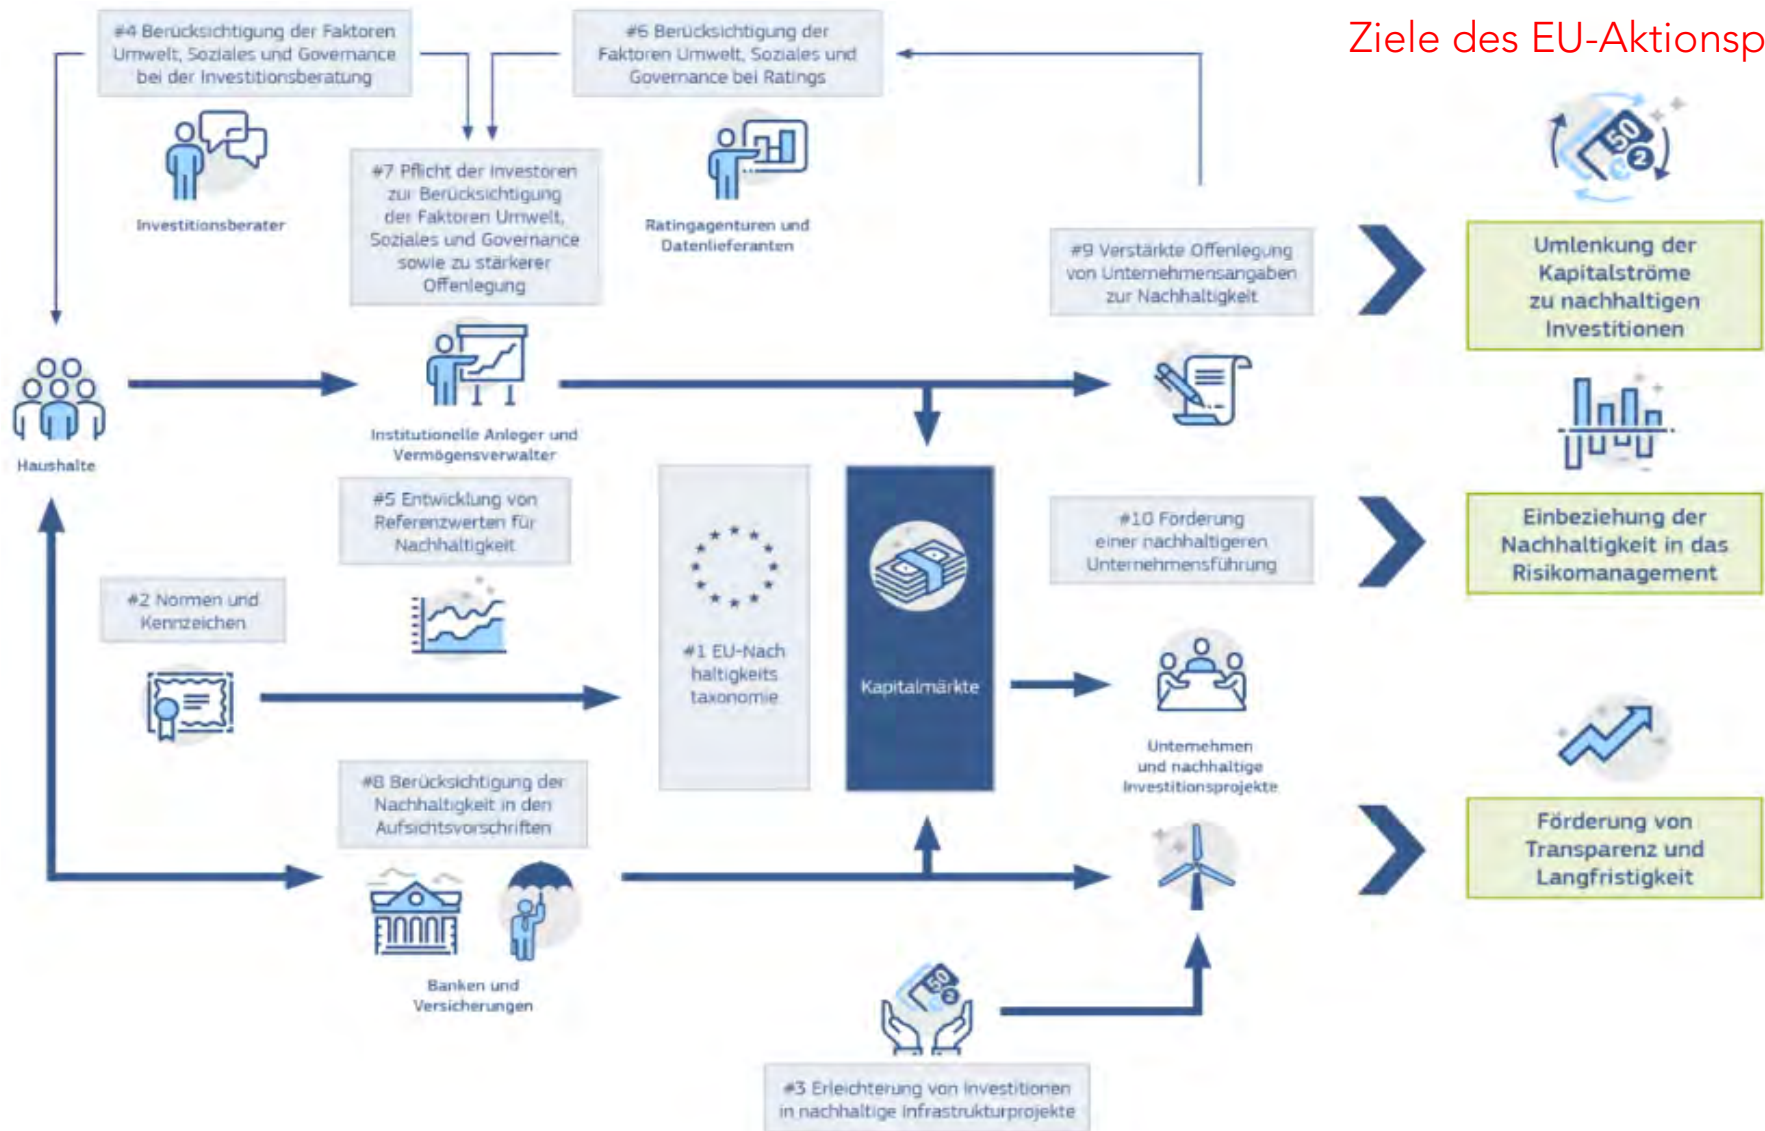 Ziele des EU-Aktionsp
#4 Berücksichtigung der Faktoren
Umwelt, Soziales und Governance
bei der Investitionsberatung
#6 Berücksichtigung der
Faktoren Umwelt, Soziales und
Governance bei Ratings
Investitionsberater
#7 Pflicht der Investoren
zur Berücksichtigung
der Faktoren Umwelt,
Soziales und Governance
sowie zu stärkerer
Offenlegung
Ratingagenturen und
Datenlieferanten
#9 Verstärkte Offenlegung
von Unternehmensangaben
zur Nachhaltigkeit
50
2
€
Umlenkung der
Kapitalströme
zu nachhaltigen
Investitionen
Haushalte
Institutionelle Anleger und
Vermögensverwalter
#5 Entwicklung von
Referenzwerten für
Nachhaltigkeit
#2 Normen und
Kennzeichen
#1 EU-Nach
haltigkeits
taxonomie
Kapitalmärkte
#10 Förderung
einer nachhaltigeren
Unternehmensführung
Einbeziehung der
Nachhaltigkeit in das
Risikomanagement
Unternehmen
und nachhaltige
Investitionsprojekte
#8 Berücksichtigung der
Nachhaltigkeit in den
Aufsichtsvorschriften
Förderung von
Transparenz und
Langfristigkeit
Banken und
Versicherungen
50
2
#3 Erleichterung von Investitionen
in nachhaltige Infrastrukturprojekte